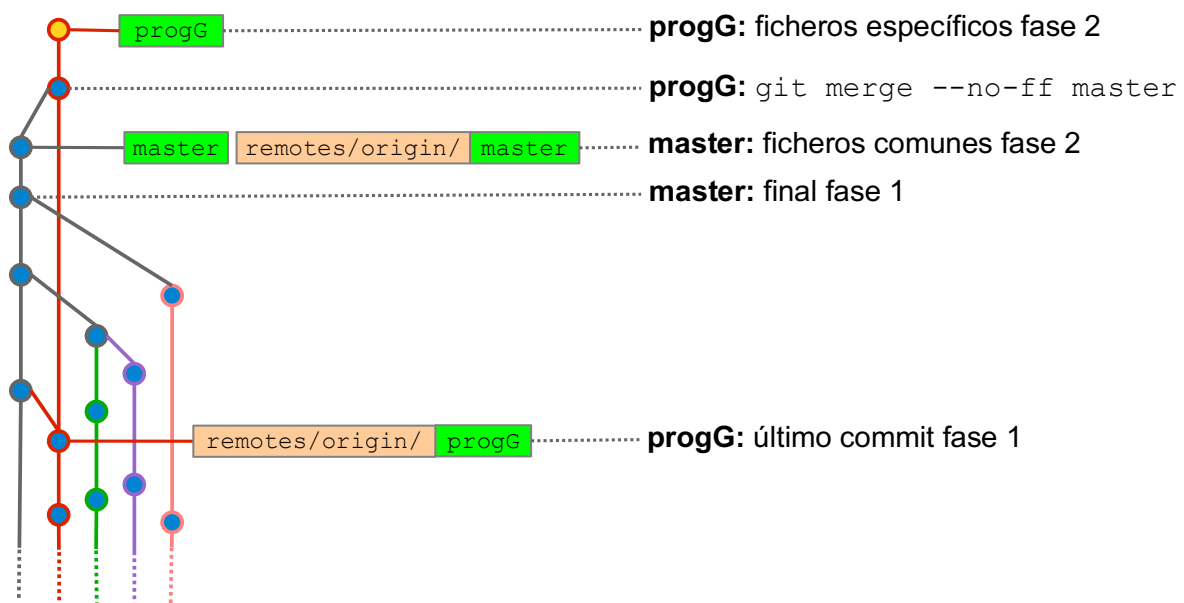 progG progG: ficheros específicos fase 2
progG: git merge --no-ff master
master remotes/origin/ master master: ficheros comunes fase 2
master: final fase 1
remotes/origin/ progG progG: último commit fase 1